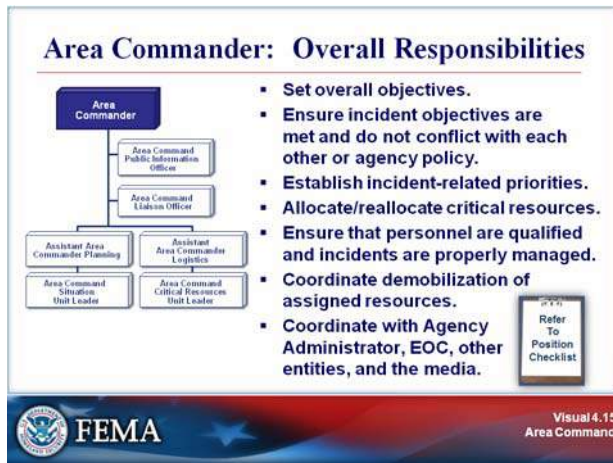 Area Commander: Overall Responsibilities
Area
Commander
Area Command
Public Information
Officer
Area Command
Liaison Officer
Assistant Area
Commander Planning
Assistant
Area Commander
Logistics
Area Command
Situation
Unit Leader
Area Command
Critical Resources
Unit Leader
▪ Set overall objectives.
▪ Ensure incident objectives are
met and do not conflict with each
other or agency policy.
▪ Establish incident-related priorities.
▪ Allocate/reallocate critical resources.
▪ Ensure that personnel are qualified
and incidents are properly managed.
▪ Coordinate demobilization of
assigned resources.
▪ Coordinate with Agency
Administrator, EOC, other
entities, and the media.
Refer
To
Position
Checklist
FEMA
Visual 4.15
Area Command